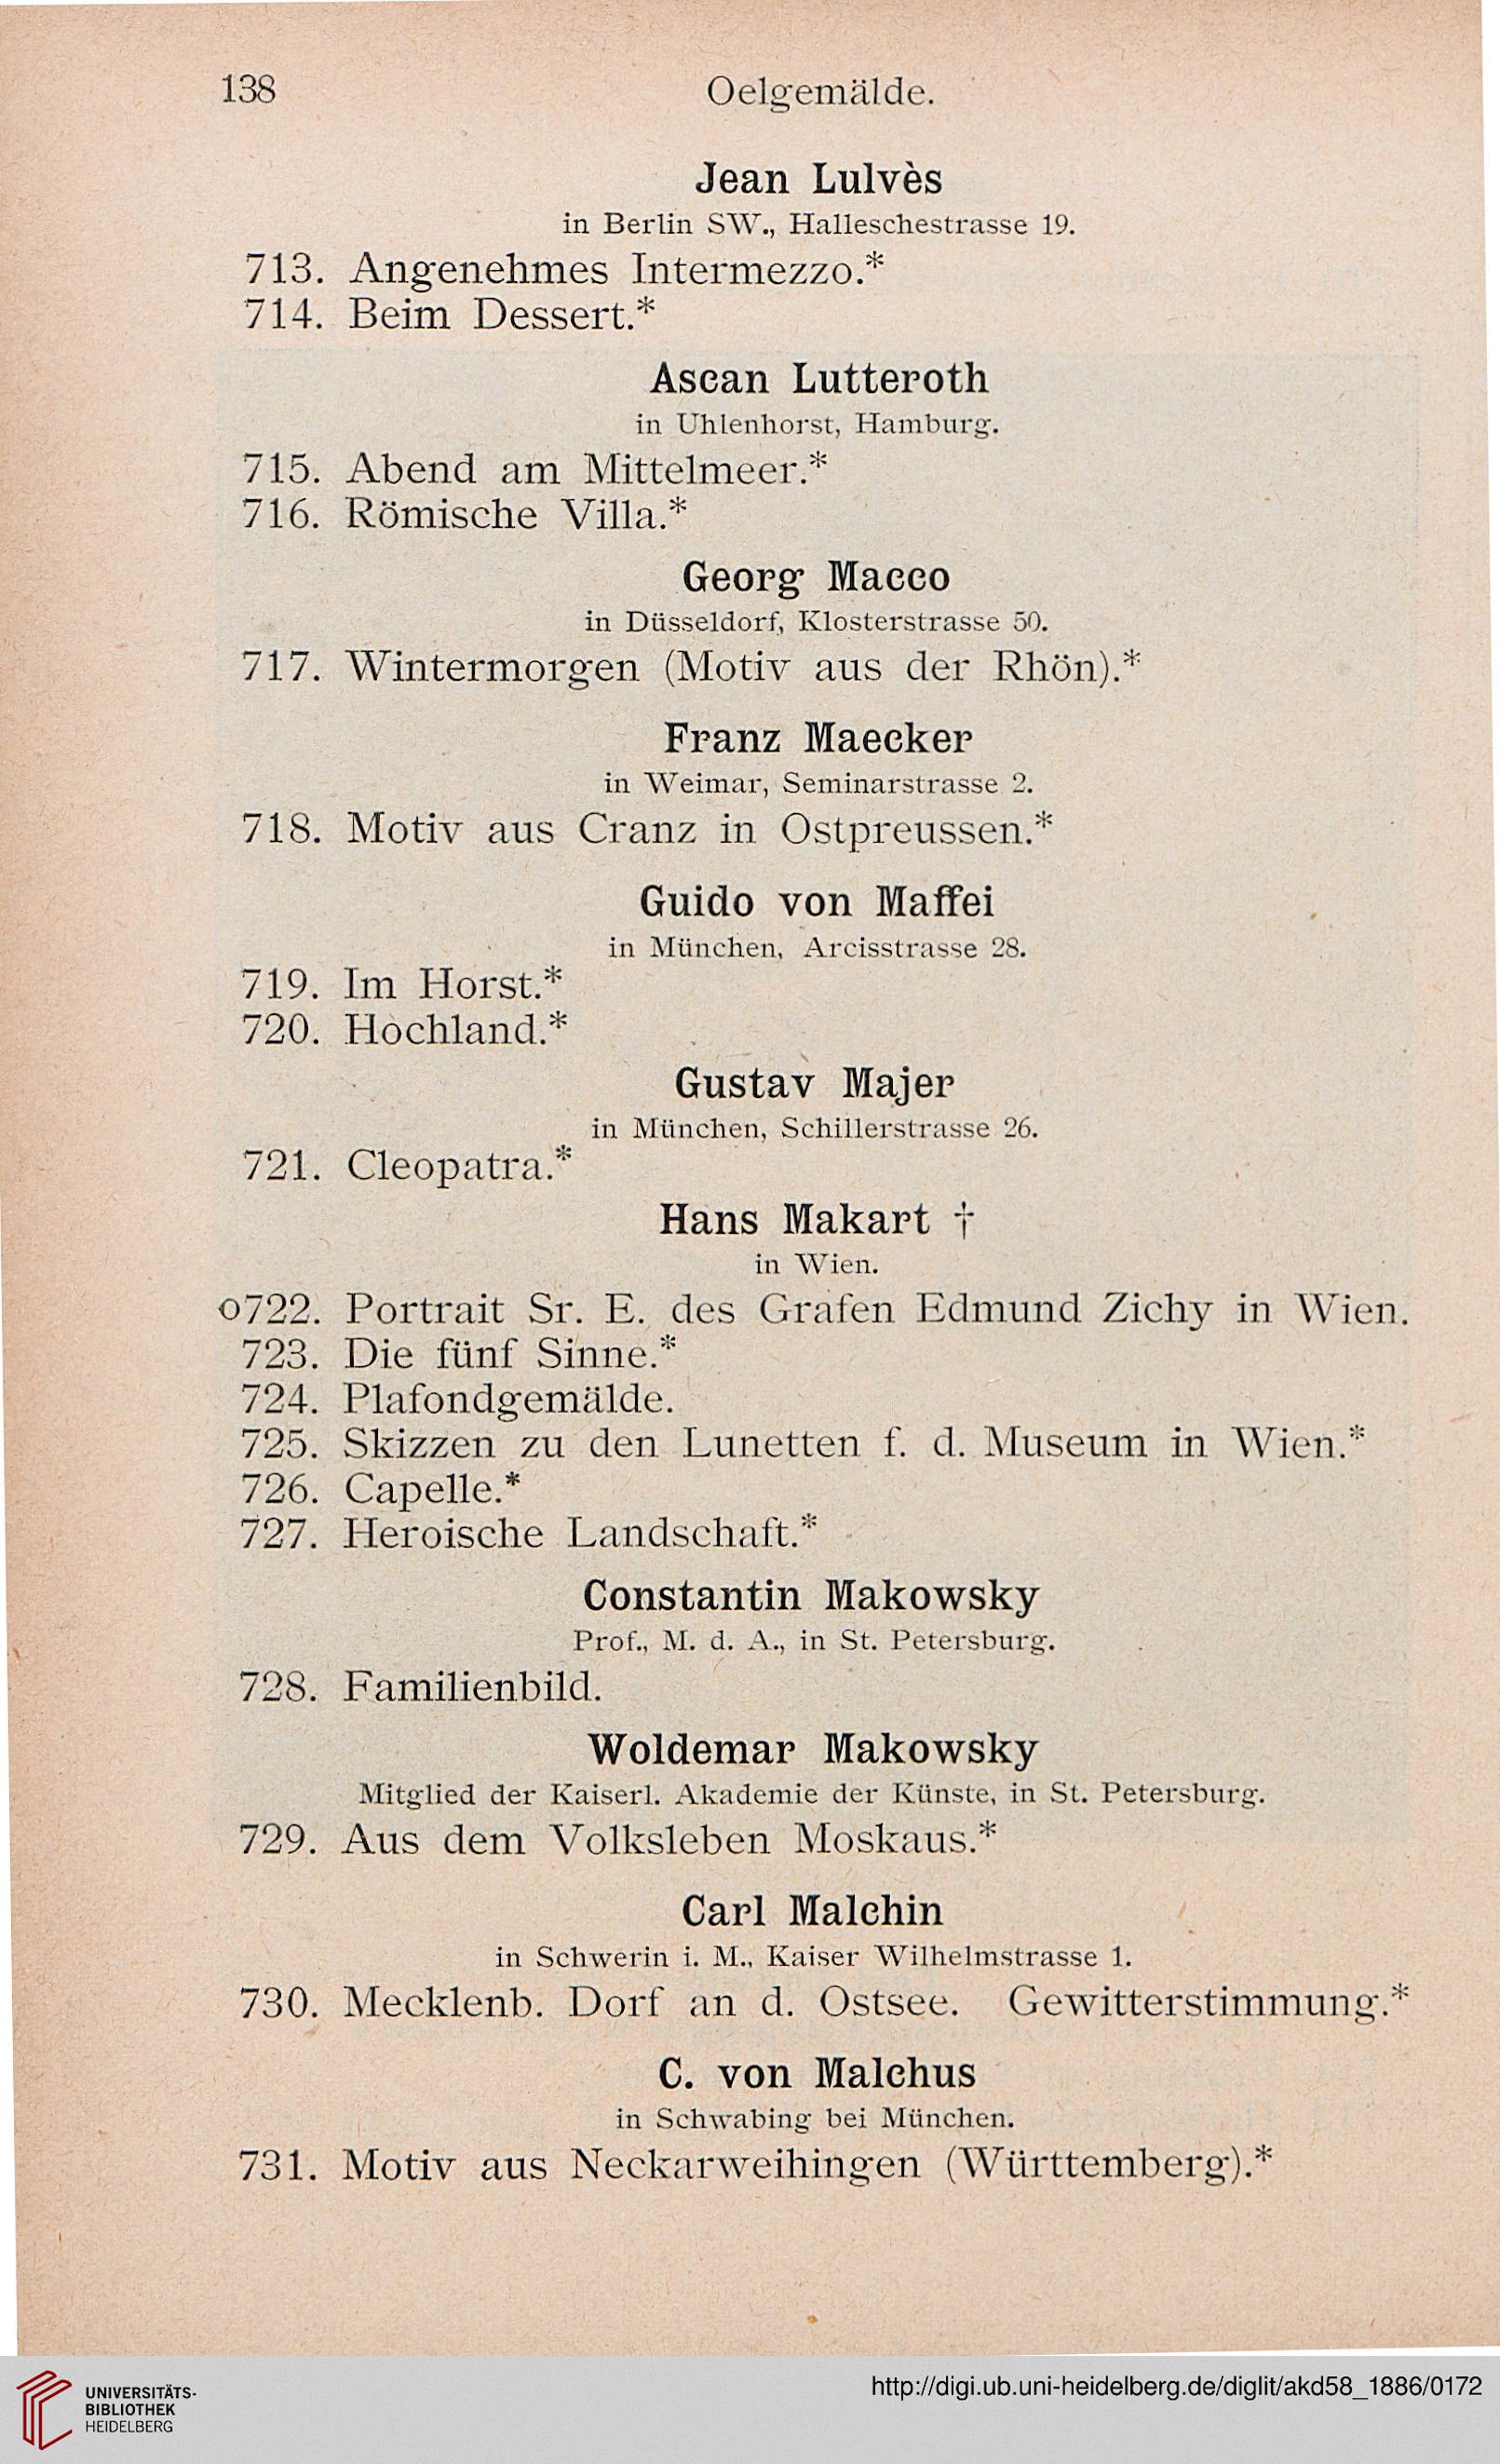 138
Oelgemälde.
Jean Lulvès
in Berlin SW., Halleschestrasse 19.
713. Angenehmes Intermezzo.*
714. Beim Dessert.*
Ascan Lutteroth
in Uhlenhorst, Hamburg.
715. Abend am Mittelmeer.*
716. Römische Villa.*
Georg Macco
in Düsseldorf, Klosterstrasse 50.
717. Wintermorgen (Motiv aus der Rhön).*
Franz Maecker
in Weimar, Seminarstrasse 2.
718. Motiv aus Cranz in Ostpreussen.*
Guido von Maffei
in München, Arcisstrasse 28.
719. Im Horst.*
720. Hochland.*
Gustav Majer
in München, Schillerstrasse 26.
721. Cleopatra.*
Hans Makart †
in Wien.
o722. Portrait Sr. E. des Grafen Edmund Zichy in Wien.
723. Die fünf Sinne.*
724. Plafondgemälde.
725. Skizzen zu den Lunetten f. d. Museum in Wien.*
726. Capelle.*
727. Heroische Landschaft.*
Constantin Makowsky
Prof., M. d. A., in St. Petersburg.
728. Familienbild.
Woldemar Makowsky
Mitglied der Kaiserl. Akademie der Künste, in St. Petersburg.
729. Aus dem Volksleben Moskaus.*
Carl Malchin
in Schwerin i. M., Kaiser Wilhelmstrasse 1.
730. Mecklenb. Dorf an d. Ostsee. Gewitterstimmung.*
C. von Malchus
in Schwabing bei München.
731. Motiv aus Neckarweihingen (Württemberg).*
UNIVERSITÄTS-
BIBLIOTHEK
HEIDELBERG
http://digi.ub.uni-heidelberg.de/diglit/akd58_1886/0172